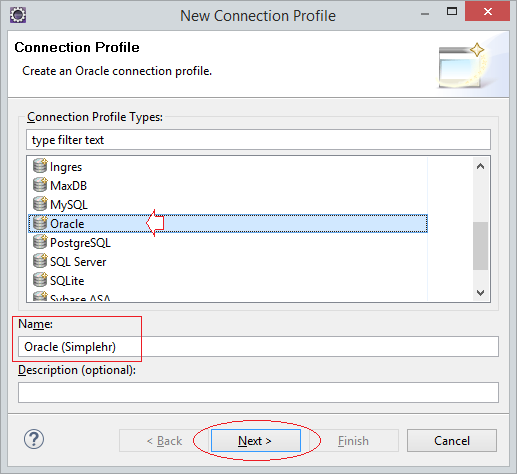 New Connection Profile
Connection Profile
Create an Oracle connection profile.
Connection Profile Types:
type filter text
Ingres
MaxDB
MySQL
Oracle
PostgreSQL
SQL Server
SQLite
Sybase ASA
Name:
Oracle (Simplehr)
Description (optional):
?
< Back Next > Finish Cancel